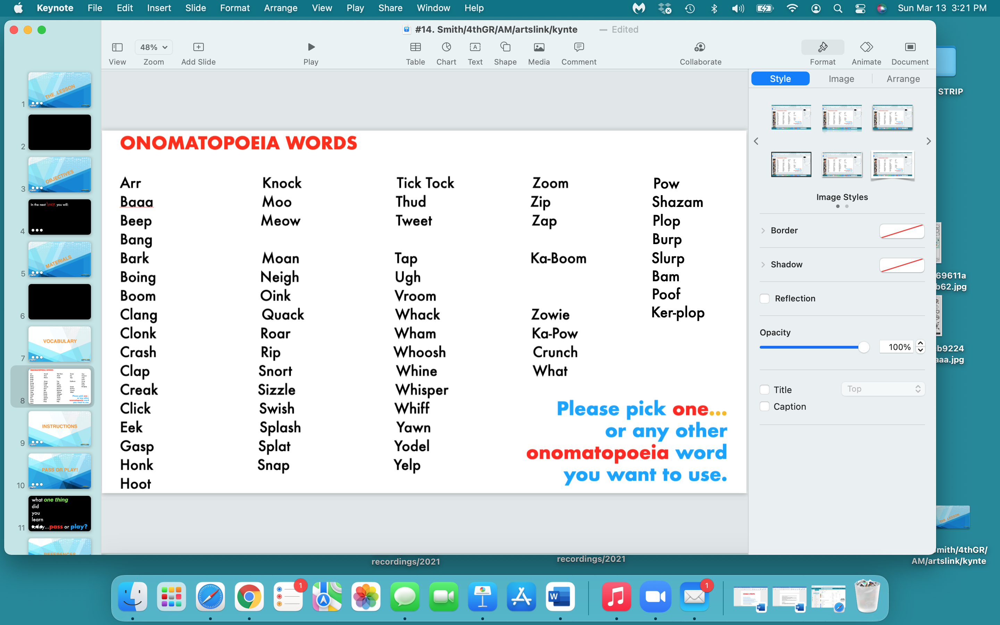 Keynote File Edit Insert Slide Format Arrange View Play Share Window Help Sun Mar 13 3:21 PM
#14. Smith/4thGR/AM/artslink/kynte — Edited
48%
View Zoom Add Slide Play Table Chart Text Shape Media Comment Collaborate Format Animate Document
Style Image Arrange
1 THE LESSON
2
3 OBJECTIVES
4 In the next hour, you will:
5 MATERIALS
6
7 VOCABULARY
8 ONOMATOPOEIA WORDS
9 INSTRUCTIONS
10 PASS OR PLAY!
11 what one thing
did
you
learn
today...pass or play?
REFERENCES
ONOMATOPOEIA WORDS
Arr
Baaa
Beep
Bang
Bark
Boing
Boom
Clang
Clonk
Crash
Clap
Creak
Click
Eek
Gasp
Honk
Hoot
Knock
Moo
Meow
Moan
Neigh
Oink
Quack
Roar
Rip
Snort
Sizzle
Swish
Splash
Splat
Snap
Tick Tock
Thud
Tweet
Tap
Ugh
Vroom
Whack
Wham
Whoosh
Whine
Whisper
Whiff
Yawn
Yodel
Yelp
Zoom
Zip
Zap
Ka-Boom
Zowie
Ka-Pow
Crunch
What
Pow
Shazam
Plop
Burp
Slurp
Bam
Poof
Ker-plop
Please pick one...
or any other
onomatopoeia word
you want to use.
Image Styles
Border
Shadow
Reflection
Opacity
100%
Title Top
Caption
STRIP
69611a
b62.jpg
b9224
aaa.jpg
THE LESSON
mith/4thGR/
AM/artslink/kynte
recordings/2021
recordings/2021
1
1